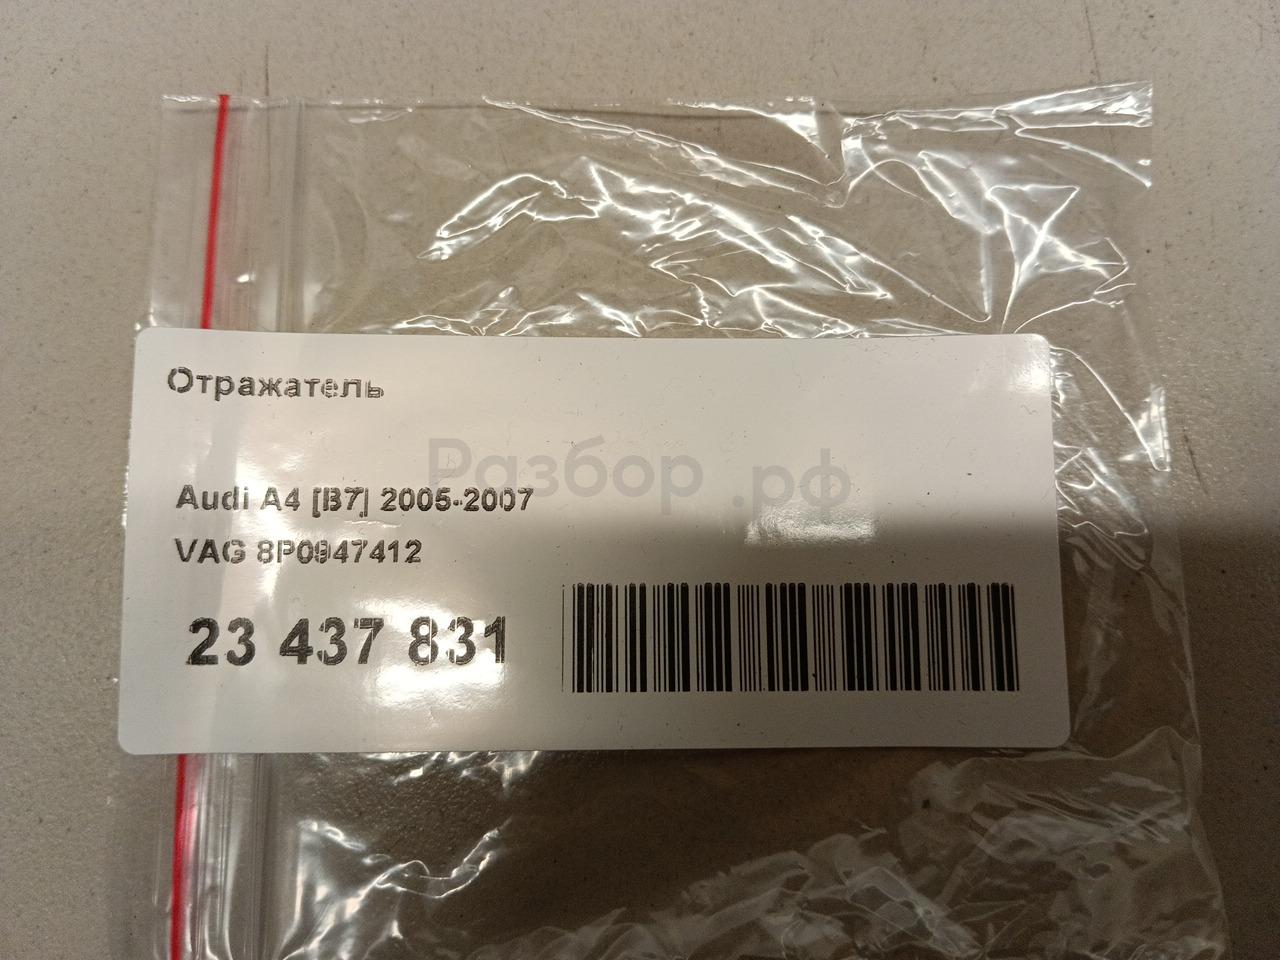 Отражатель
Разбор.рф
Audi A4 [B7] 2005-2007
VAG 8P0947412
23 437 831